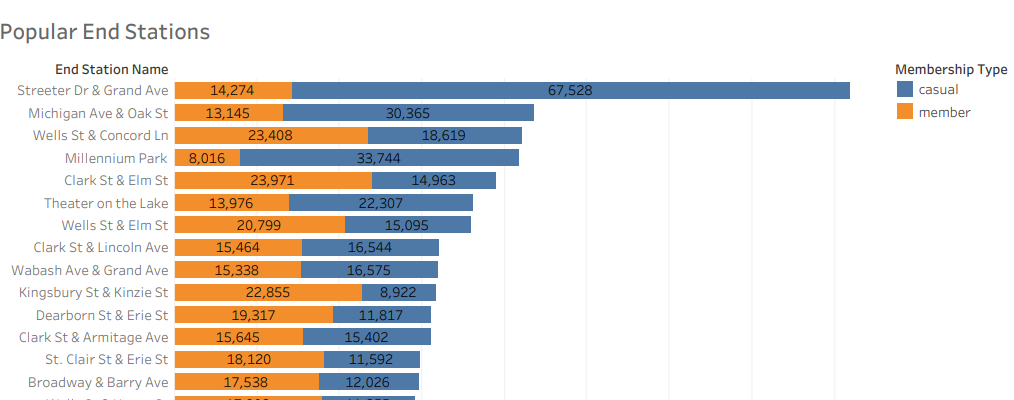 Popular End Stations
End Station Name
Membership Type
Streeter Dr & Grand Ave 14,274 67,528
casual
Michigan Ave & Oak St 13,145 30,365
member
Wells St & Concord Ln 23,408 18,619
Millennium Park 8,016 33,744
Clark St & Elm St 23,971 14,963
Theater on the Lake 13,976 22,307
Wells St & Elm St 20,799 15,095
Clark St & Lincoln Ave 15,464 16,544
Wabash Ave & Grand Ave 15,338 16,575
Kingsbury St & Kinzie St 22,855 8,922
Dearborn St & Erie St 19,317 11,817
Clark St & Armitage Ave 15,645 15,402
St. Clair St & Erie St 18,120 11,592
Broadway & Barry Ave 17,538 12,026